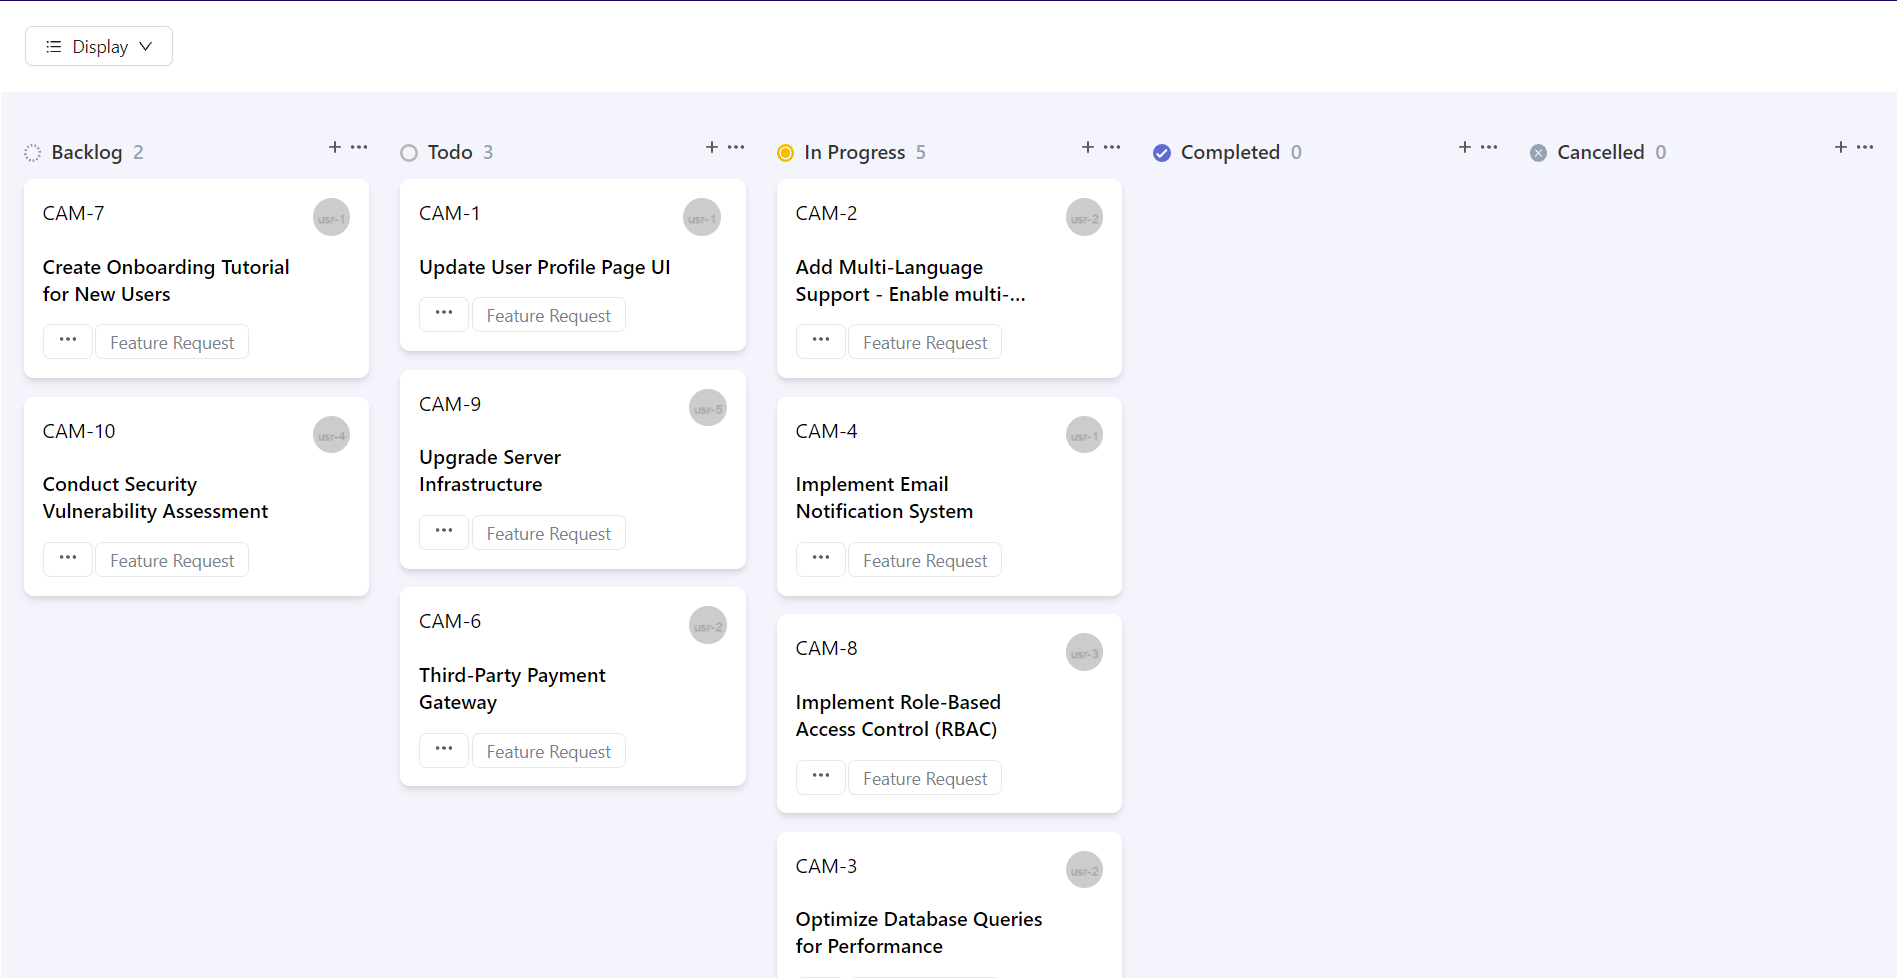 Display
Backlog 2
CAM-7
usr-1
Create Onboarding Tutorial
for New Users
Feature Request
CAM-10
usr-4
Conduct Security
Vulnerability Assessment
Feature Request
Todo 3
CAM-1
usr-1
Update User Profile Page UI
Feature Request
CAM-9
usr-5
Upgrade Server
Infrastructure
Feature Request
CAM-6
usr-2
Third-Party Payment
Gateway
Feature Request
In Progress 5
CAM-2
usr-2
Add Multi-Language
Support - Enable multi-...
Feature Request
CAM-4
usr-1
Implement Email
Notification System
Feature Request
CAM-8
usr-3
Implement Role-Based
Access Control (RBAC)
Feature Request
CAM-3
usr-2
Optimize Database Queries
for Performance
Completed 0
Cancelled 0